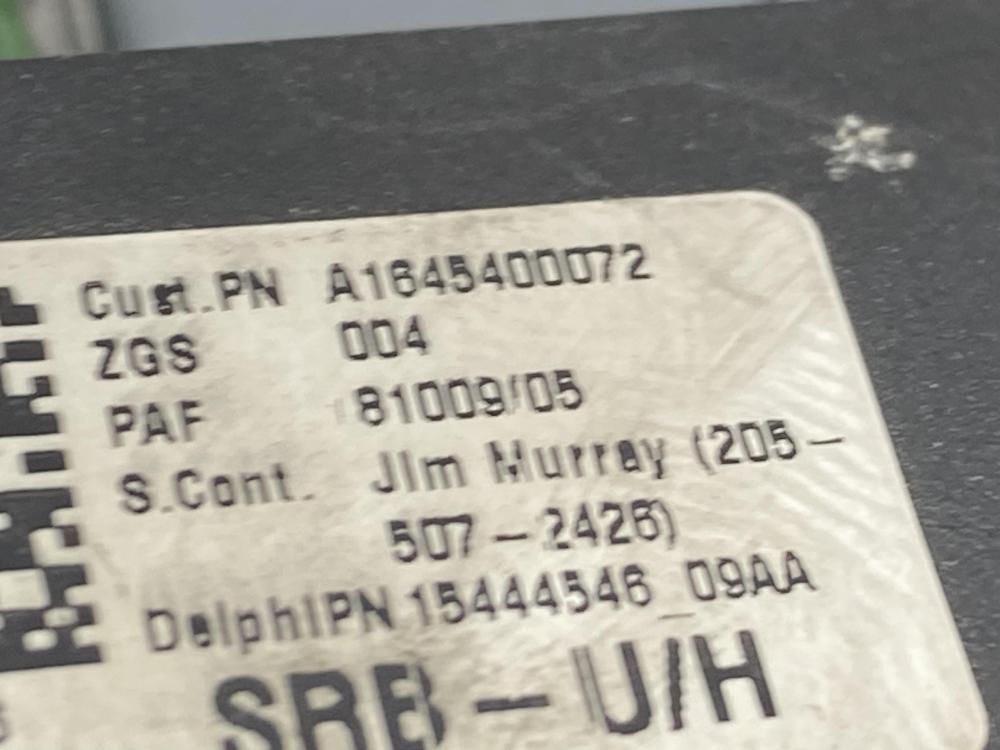 Cust.PN A1645400072
ZGS 004
PAF 81009/05
S.Cont. Jim Murray (205-
507-2426)
DelphiPN 15444546_09AA
SRB-U/H